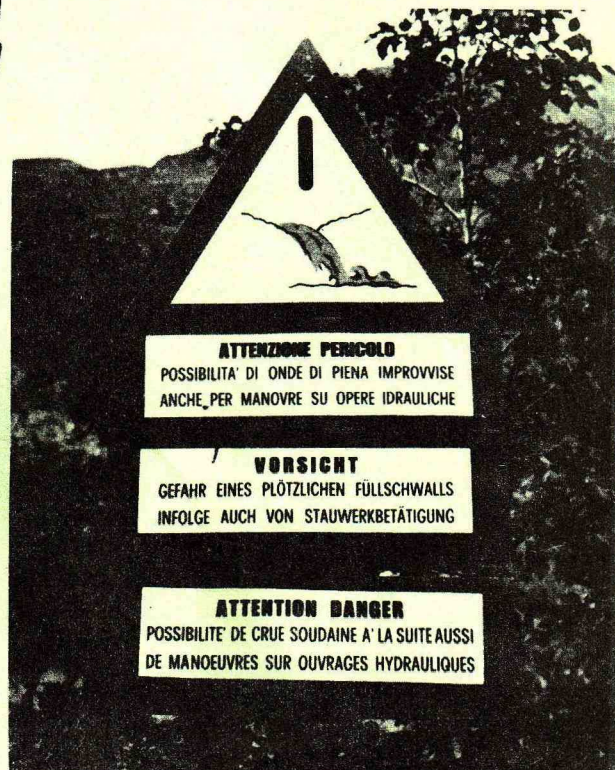 ATTENZIONE PERICOLO
POSSIBILITA' DI ONDE DI PIENA IMPROVVISE
ANCHE PER MANOVRE SU OPERE IDRAULICHE
VORSICHT
GEFAHR EINES PLÖTZLICHEN FÜLLSCHWALLS
INFOLGE AUCH VON STAUWERKBETÄTIGUNG
ATTENTION DANGER
POSSIBILITE' DE CRUE SOUDAINE A' LA SUITE AUSSI
DE MANOEUVRES SUR OUVRAGES HYDRAULIQUES